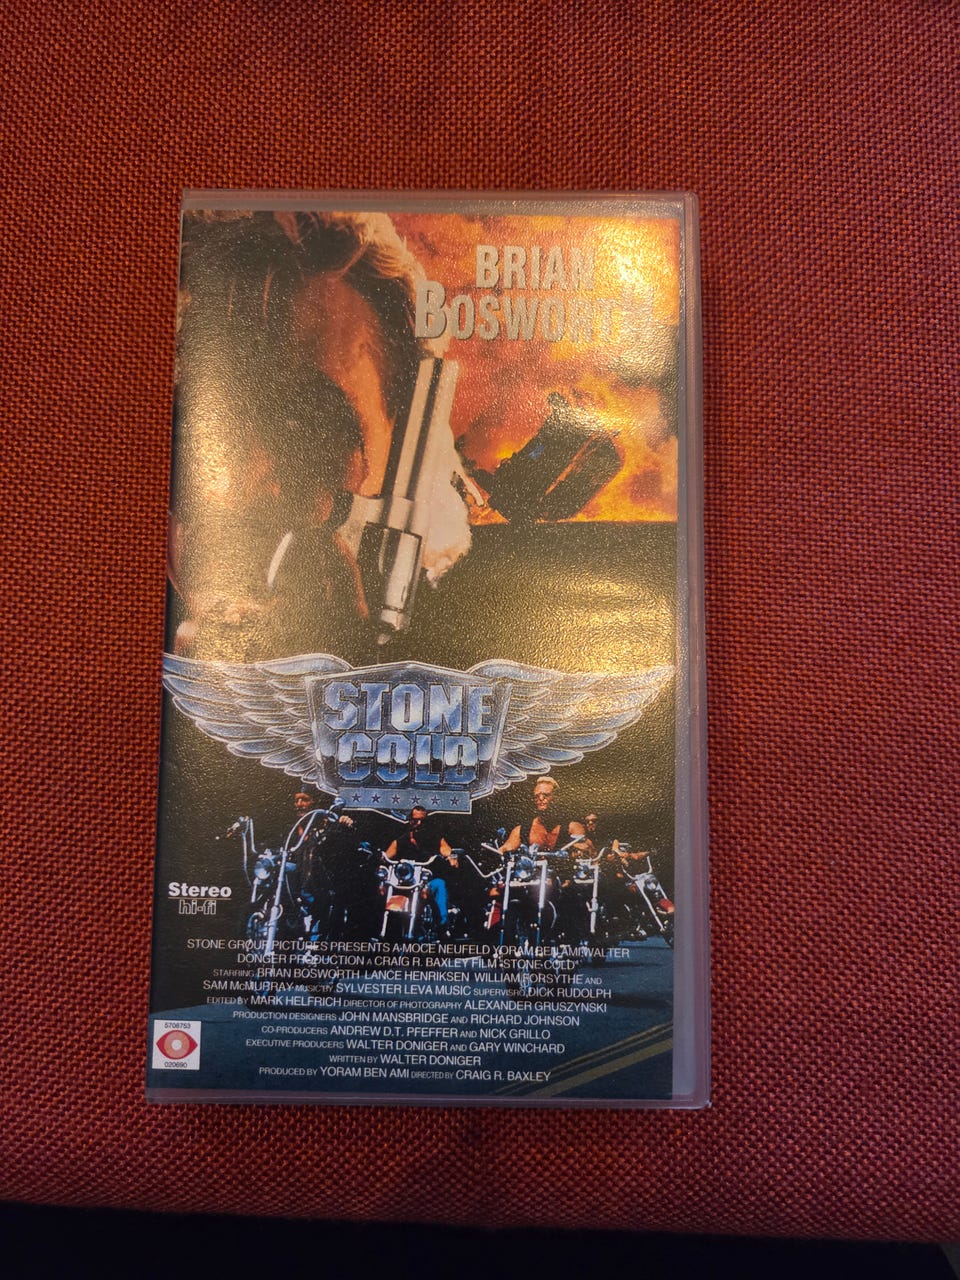 BRIAN
BOSWORTH
STONE
COLD
Stereo
hi-fi
STONE GROUP PICTURES PRESENTS A MOCE NEUFELD YORAM BEN AMI WALTER
DONGER PRODUCTION A CRAIG R. BAXLEY FILM "STONE COLD"
STARRING BRIAN BOSWORTH LANCE HENRIKSEN WILLIAM FORSYTHE AND
SAM McMURRAY MUSIC BY SYLVESTER LEVA MUSIC SUPERVISRO DICK RUDOLPH
EDITED BY MARK HELFRICH DIRECTOR OF PHOTOGRAPHY ALEXANDER GRUSZYNSKI
PRODUCTION DESIGNERS JOHN MANSBRIDGE AND RICHARD JOHNSON
CO-PRODUCERS ANDREW D.T. PFEFFER AND NICK GRILLO
EXECUTIVE PRODUCERS WALTER DONIGER AND GARY WINCHARD
WRITTEN BY WALTER DONIGER
PRODUCED BY YORAM BEN AMI DIRECTED BY CRAIG R. BAXLEY
5708753
020690